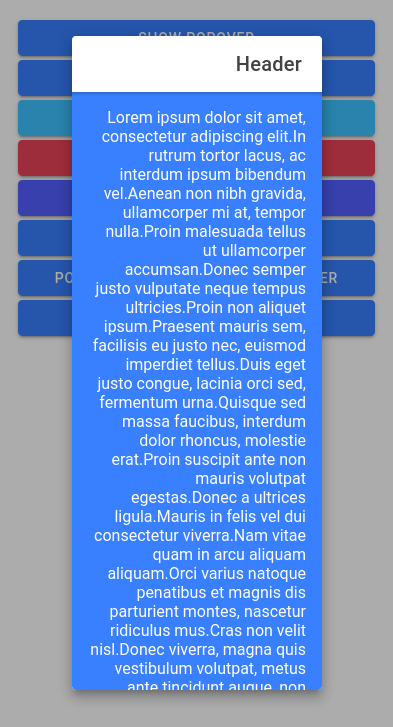 SHOW POPOVER
Header
Lorem ipsum dolor sit amet,
consectetur adipiscing elit.In
rutrum tortor lacus, ac
interdum ipsum bibendum
vel.Aenean non nibh gravida,
ullamcorper mi at, tempor
nulla.Proin malesuada tellus
ut ullamcorper
accumsan.Donec semper
justo vulputate neque tempus
ultricies.Proin non aliquet
ipsum.Praesent mauris sem,
facilisis eu justo nec, euismod
imperdiet tellus.Duis eget
justo congue, lacinia orci sed,
fermentum urna.Quisque sed
massa faucibus, interdum
dolor rhoncus, molestie
erat.Proin suscipit ante non
mauris volutpat
egestas.Donec a ultrices
ligula.Mauris in felis vel dui
consectetur viverra.Nam vitae
quam in arcu aliquam
aliquam.Orci varius natoque
penatibus et magnis dis
parturient montes, nascetur
ridiculus mus.Cras non velit
nisl.Donec viverra, magna quis
vestibulum volutpat, metus
ante tincidunt augue, non